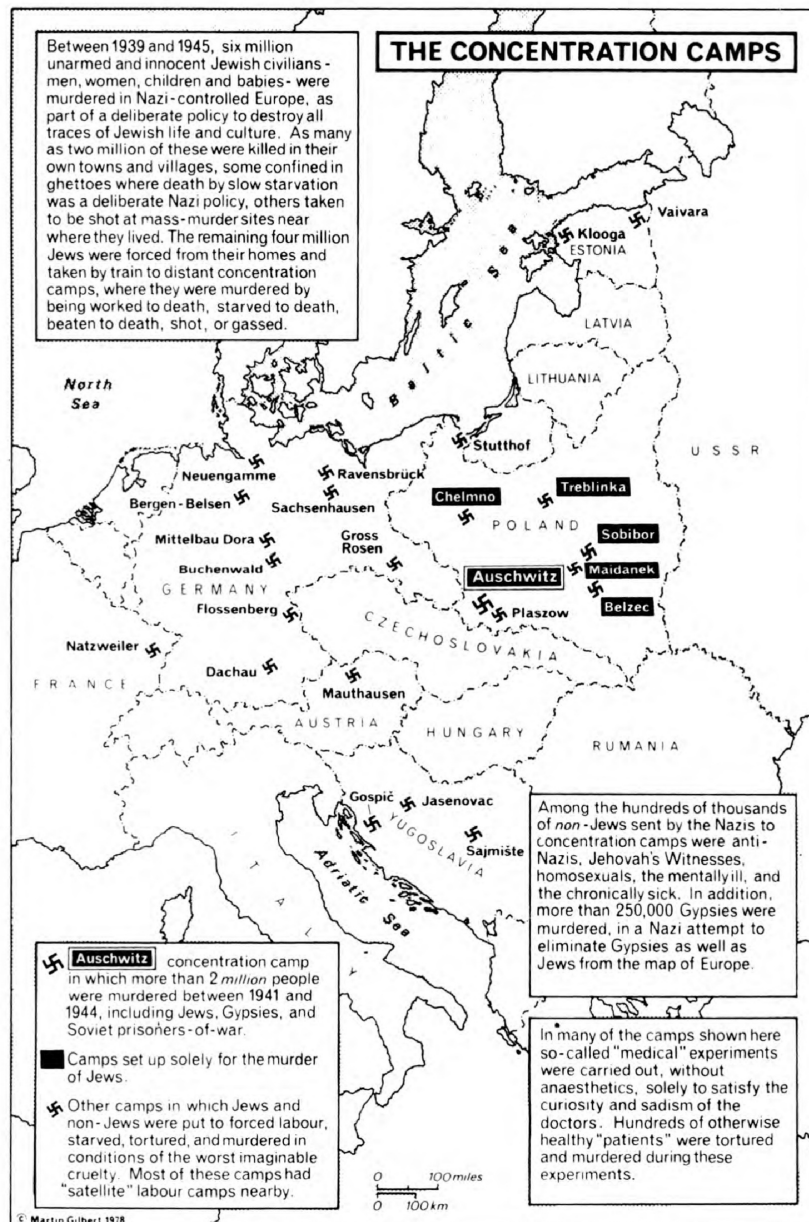 THE CONCENTRATION CAMPS
Between 1939 and 1945, six million
unarmed and innocent Jewish civilians -
men, women, children and babies - were
murdered in Nazi-controlled Europe, as
part of a deliberate policy to destroy all
traces of Jewish life and culture. As many
as two million of these were killed in their
own towns and villages, some confined in
ghettoes where death by slow starvation
was a deliberate Nazi policy, others taken
to be shot at mass-murder sites near
where they lived. The remaining four million
Jews were forced from their homes and
taken by train to distant concentration
camps, where they were murdered by
being worked to death, starved to death,
beaten to death, shot, or gassed.
Vaivara
Klooga
ESTONIA
Baltic Sea
LATVIA
North
Sea
LITHUANIA
USSR
Stutthof
Neuengamme
Ravensbrück
Bergen-Belsen
Sachsenhausen
Chelmno
Treblinka
POLAND
Mittelbau Dora
Gross
Rosen
Sobibor
Buchenwald
Maidanek
GERMANY
Auschwitz
Flossenberg
Plaszow
Belzec
CZECHOSLOVAKIA
Natzweiler
Dachau
FRANCE
Mauthausen
AUSTRIA
HUNGARY
RUMANIA
Gospič
Jasenovac
YUGOSLAVIA
Sajmište
ITALY
Adriatic Sea
Among the hundreds of thousands
of non-Jews sent by the Nazis to
concentration camps were anti-
Nazis, Jehovah's Witnesses,
homosexuals, the mentally ill, and
the chronically sick. In addition,
more than 250,000 Gypsies were
murdered, in a Nazi attempt to
eliminate Gypsies as well as
Jews from the map of Europe.
Auschwitz concentration camp
in which more than 2 million people
were murdered between 1941 and
1944, including Jews, Gypsies, and
Soviet prisoners-of-war.
Camps set up solely for the murder
of Jews.
Other camps in which Jews and
non-Jews were put to forced labour,
starved, tortured, and murdered in
conditions of the worst imaginable
cruelty. Most of these camps had
"satellite" labour camps nearby.
0 100 miles
0 100 km
In many of the camps shown here
so-called "medical" experiments
were carried out, without
anaesthetics, solely to satisfy the
curiosity and sadism of the
doctors. Hundreds of otherwise
healthy "patients" were tortured
and murdered during these
experiments.
© Martin Gilbert 1978